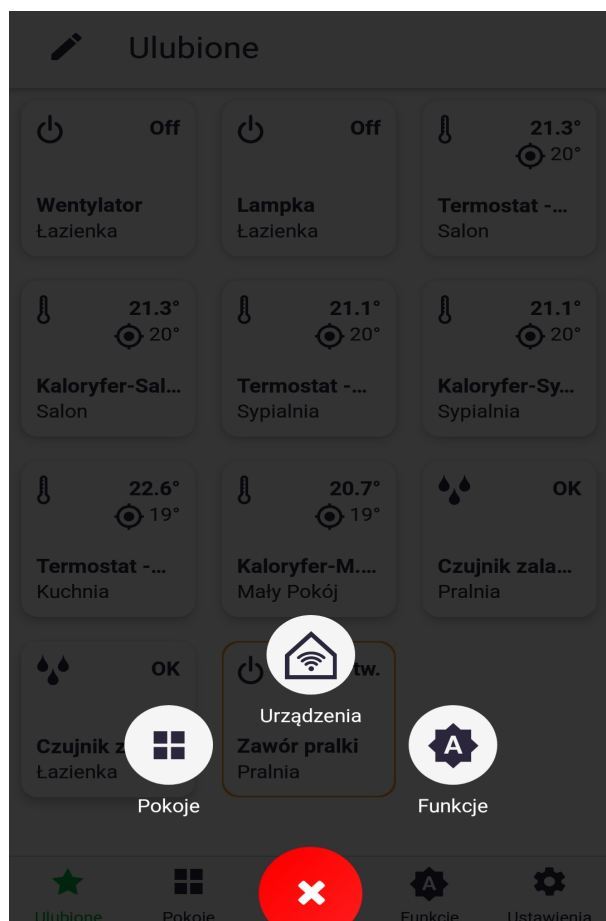 Ulubione
Off
Wentylator
Łazienka
Off
Lampka
Łazienka
21.3°
20°
Termostat -...
Salon
21.3°
20°
Kaloryfer-Sal...
Salon
21.1°
20°
Termostat -...
Sypialnia
21.1°
20°
Kaloryfer-Sy...
Sypialnia
22.6°
19°
Termostat -...
Kuchnia
20.7°
19°
Kaloryfer-M....
Mały Pokój
OK
Czujnik zala...
Pralnia
OK
Czujnik z
Łazienka
tw.
Zawór pralki
Pralnia
Urządzenia
Pokoje
A
Funkcje
Ulubione
Pokoje
A
Funkcje
Ustawienia